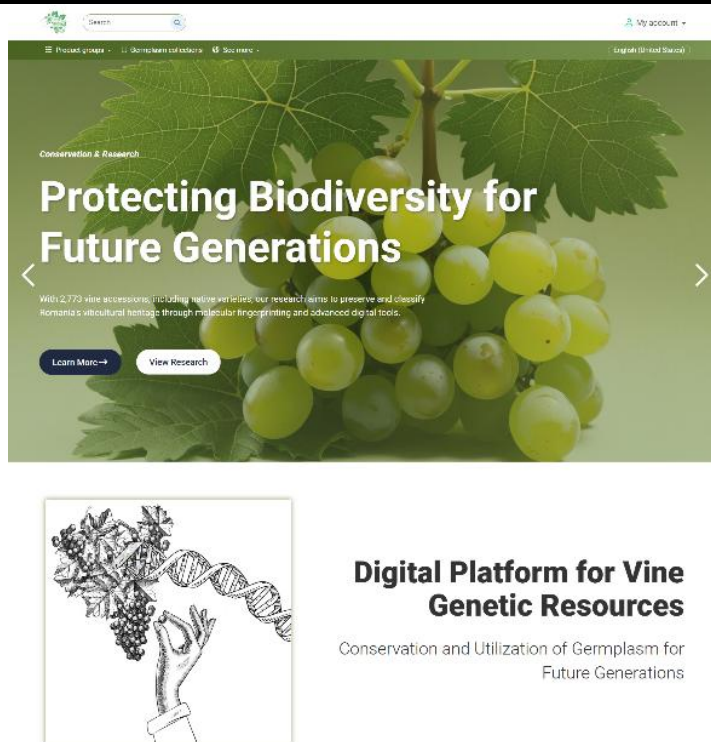 Search
My account
Product groups
Germplasm collections
See more
English (United States)
Conservation & Research
Protecting Biodiversity for
Future Generations
With 2,773 vine accessions, including native varieties, our research aims to preserve and classify
Romania's viticultural heritage through molecular fingerprinting and advanced digital tools.
Learn More→
View Research
Digital Platform for Vine
Genetic Resources
Conservation and Utilization of Germplasm for
Future Generations